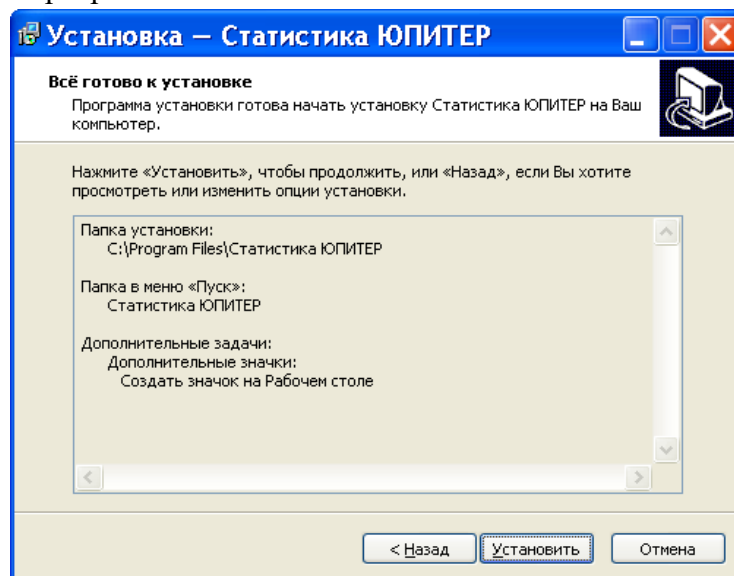 Установка — Статистика ЮПИТЕР
Всё готово к установке
Программа установки готова начать установку Статистика ЮПИТЕР на Ваш
компьютер.
Нажмите «Установить», чтобы продолжить, или «Назад», если Вы хотите
просмотреть или изменить опции установки.
Папка установки:
C:\Program Files\Статистика ЮПИТЕР
Папка в меню «Пуск»:
Статистика ЮПИТЕР
Дополнительные задачи:
Дополнительные значки:
Создать значок на Рабочем столе
< Назад
Установить
Отмена